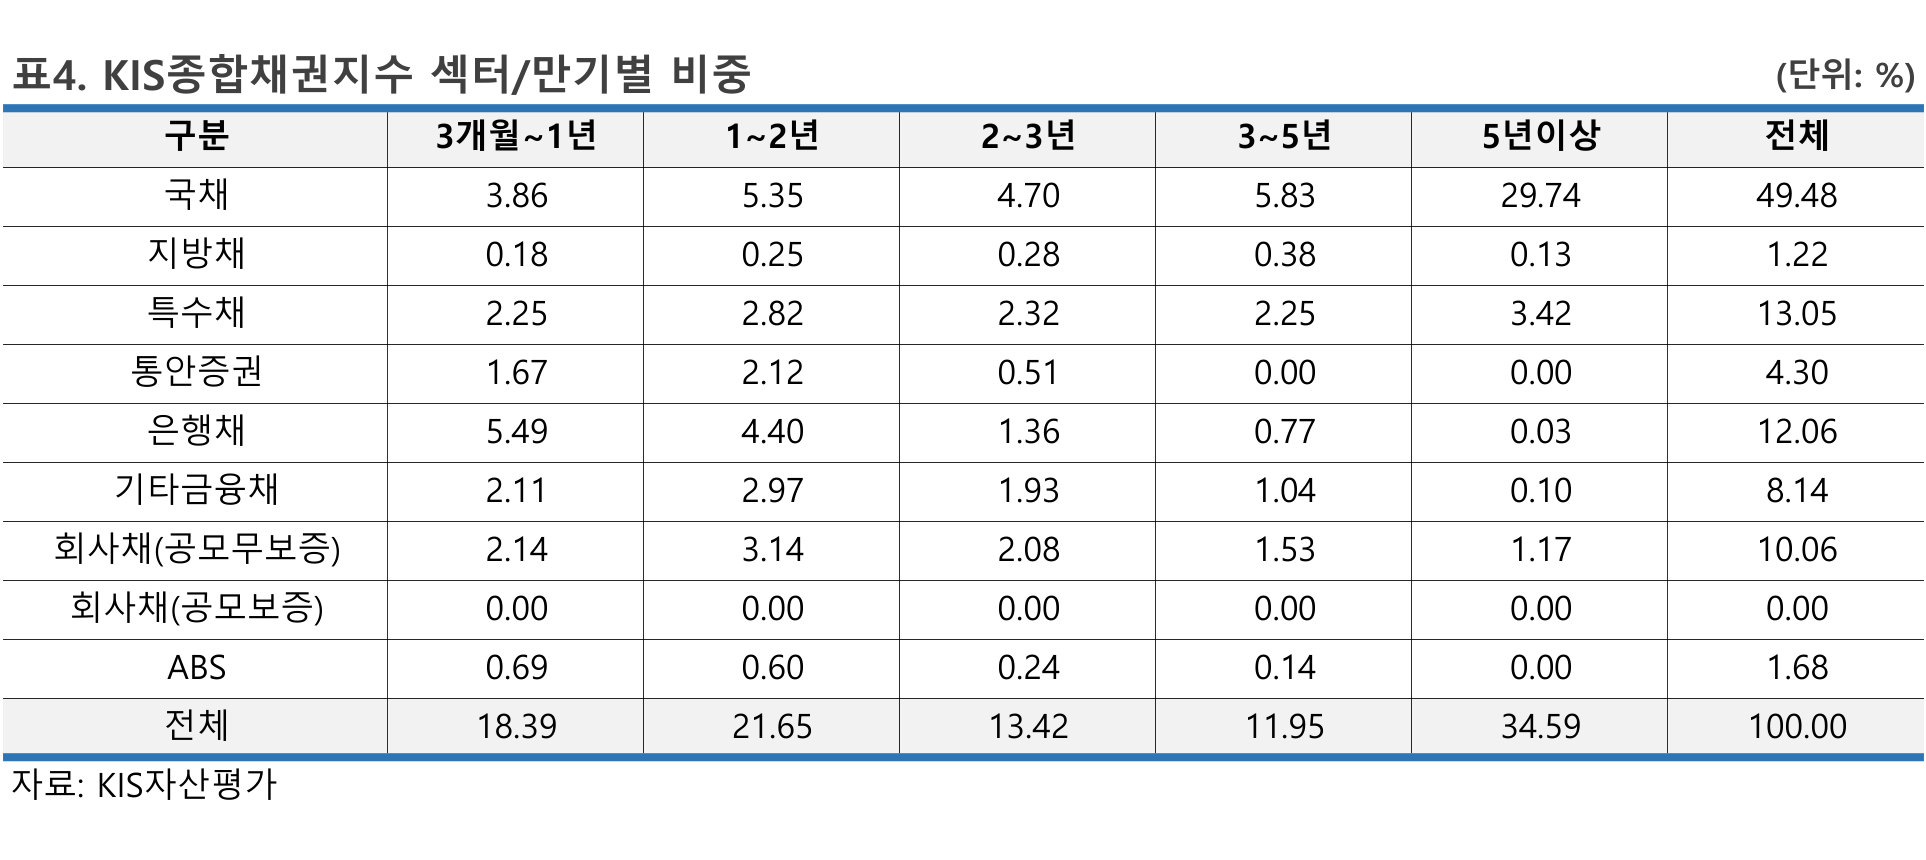 표4. KIS종합채권지수 섹터/만기별 비중 (단위: %)
구분 3개월~1년 1~2년 2~3년 3~5년 5년이상 전체
국채 3.86 5.35 4.70 5.83 29.74 49.48
지방채 0.18 0.25 0.28 0.38 0.13 1.22
특수채 2.25 2.82 2.32 2.25 3.42 13.05
통안증권 1.67 2.12 0.51 0.00 0.00 4.30
은행채 5.49 4.40 1.36 0.77 0.03 12.06
기타금융채 2.11 2.97 1.93 1.04 0.10 8.14
회사채(공모무보증) 2.14 3.14 2.08 1.53 1.17 10.06
회사채(공모보증) 0.00 0.00 0.00 0.00 0.00 0.00
ABS 0.69 0.60 0.24 0.14 0.00 1.68
전체 18.39 21.65 13.42 11.95 34.59 100.00
자료: KIS자산평가